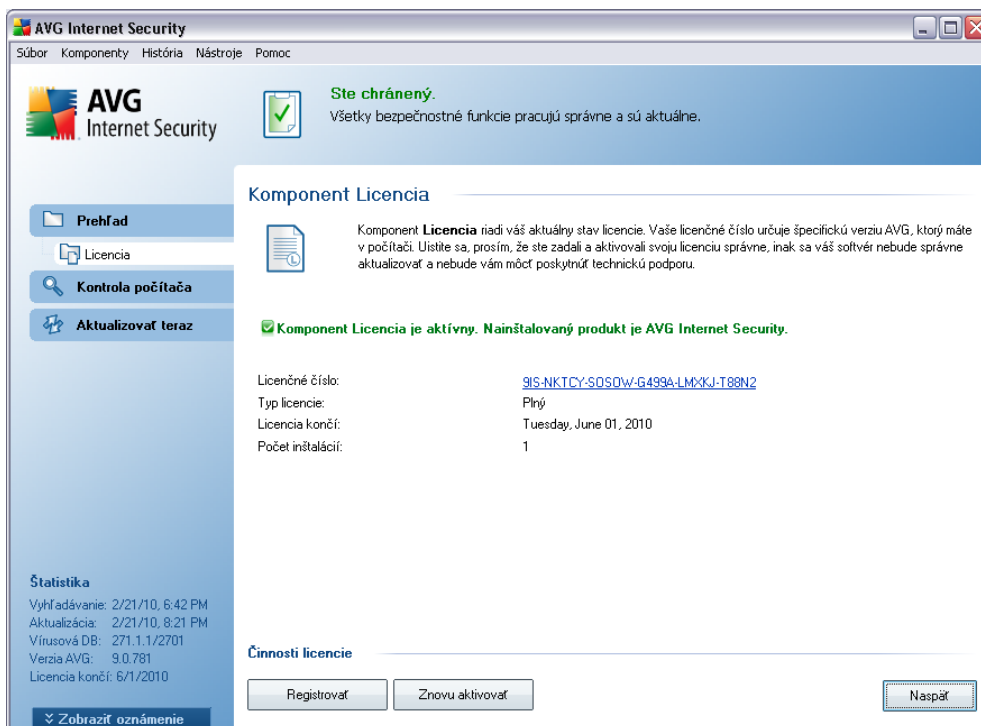 AVG Internet Security
Súbor Komponenty História Nástroje Pomoc
AVG
Internet Security
Ste chránený.
Všetky bezpečnostné funkcie pracujú správne a sú aktuálne.
Prehľad
Licencia
Kontrola počítača
Aktualizovať teraz
Komponent Licencia
Komponent Licencia riadi váš aktuálny stav licencie. Vaše licenčné číslo určuje špecifickú verziu AVG, ktorý máte
v počítači. Uistite sa, prosím, že ste zadali a aktivovali svoju licenciu správne, inak sa váš softvér nebude správne
aktualizovať a nebude vám môcť poskytnúť technickú podporu.
Komponent Licencia je aktívny. Nainštalovaný produkt je AVG Internet Security.
Licenčné číslo: 9IS-NKTCY-SOSOW-G499A-LMXKJ-T88N2
Typ licencie: Plný
Licencia končí: Tuesday, June 01, 2010
Počet inštalácií: 1
Štatistika
Vyhľadávanie: 2/21/10, 6:42 PM
Aktualizácia: 2/21/10, 8:21 PM
Vírusová DB: 271.1.1/2701
Verzia AVG: 9.0.781
Licencia končí: 6/1/2010
Zobraziť oznámenie
Činnosti licencie
Registrovať Znovu aktivovať Naspäť